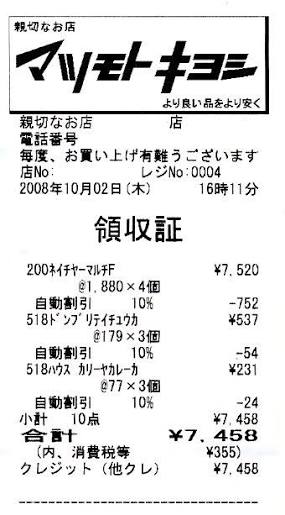 親切なお店
マツモトキヨシ
より良い品をより安く
親切なお店 店
電話番号
毎度、お買い上げ有難うございます
店No: レジNo:0004
2008年10月02日(木) 16時11分
領収証
200ネイチャーマルチF ¥7,520
@1,880×4個
自動割引 10% -752
518ドンブリテイチュウカ ¥537
@179×3個
自動割引 10% -54
518ハウス カリーヤカレーカ ¥231
@77×3個
自動割引 10% -24
小計 10点 ¥7,458
合計 ¥7,458
(内、消費税等 ¥355)
クレジット(他クレ) ¥7,458